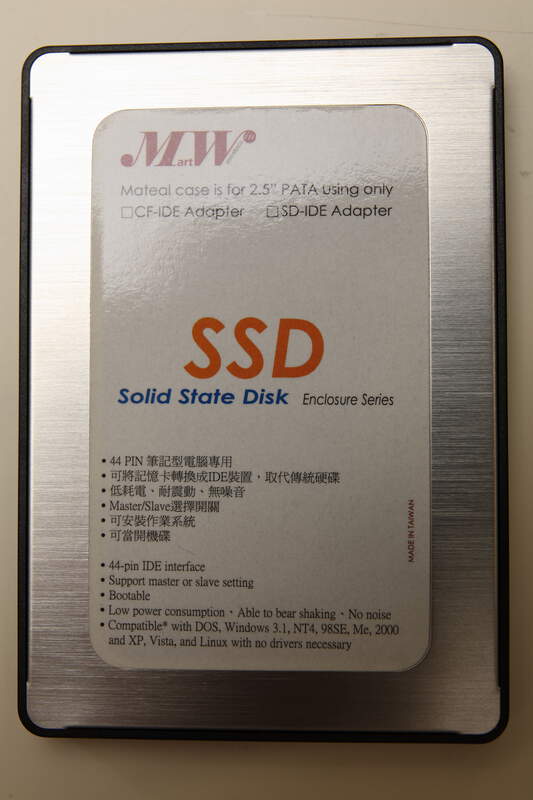 MartW
Mateal case is for 2.5" PATA using only
□CF-IDE Adapter □SD-IDE Adapter
SSD
Solid State Disk Enclosure Series
• 44 PIN 筆記型電腦專用
• 可將記憶卡轉換成IDE裝置，取代傳統硬碟
• 低耗電、耐震動、無噪音
• Master/Slave選擇開關
• 可安裝作業系統
• 可當開機碟
MADE IN TAIWAN
• 44-pin IDE interface
• Support master or slave setting
• Bootable
• Low power consumption、Able to bear shaking、No noise
• Compatible* with DOS, Windows 3.1, NT4, 98SE, Me, 2000
and XP, Vista, and Linux with no drivers necessary